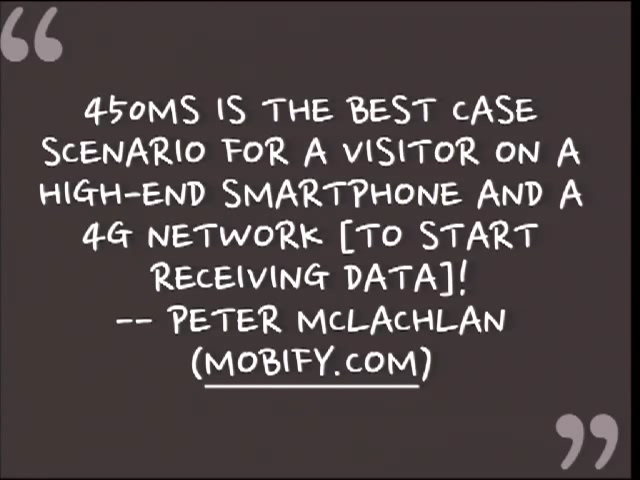 “
450MS IS THE BEST CASE
SCENARIO FOR A VISITOR ON A
HIGH-END SMARTPHONE AND A
4G NETWORK [TO START
RECEIVING DATA]!
-- PETER MCLACHLAN
(MOBIFY.COM)
”